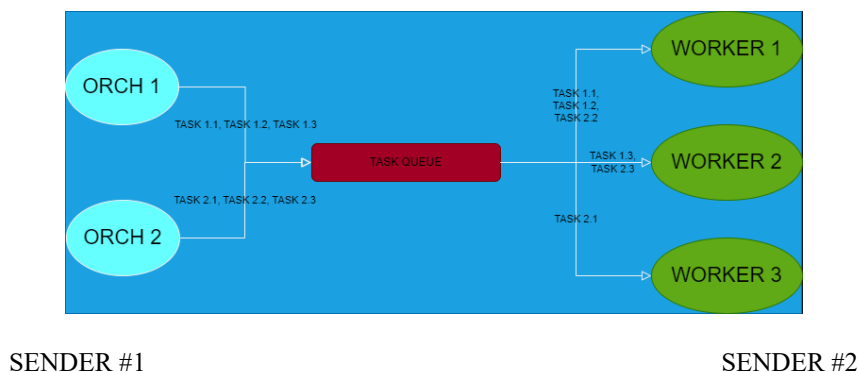 ORCH 1
TASK 1.1, TASK 1.2, TASK 1.3
TASK QUEUE
TASK 2.1, TASK 2.2, TASK 2.3
ORCH 2
WORKER 1
TASK 1.1,
TASK 1.2,
TASK 2.2
TASK 1.3,
TASK 2.3
WORKER 2
TASK 2.1
WORKER 3
SENDER #1
SENDER #2